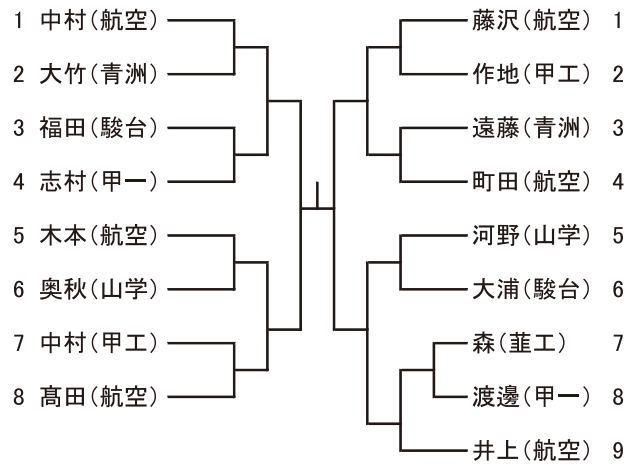 1 中村(航空)
2 大竹(青洲)
3 福田(駿台)
4 志村(甲一)
5 木本(航空)
6 奥秋(山学)
7 中村(甲工)
8 髙田(航空)
藤沢(航空) 1
作地(甲工) 2
遠藤(青洲) 3
町田(航空) 4
河野(山学) 5
大浦(駿台) 6
森(韮工) 7
渡邊(甲一) 8
井上(航空) 9